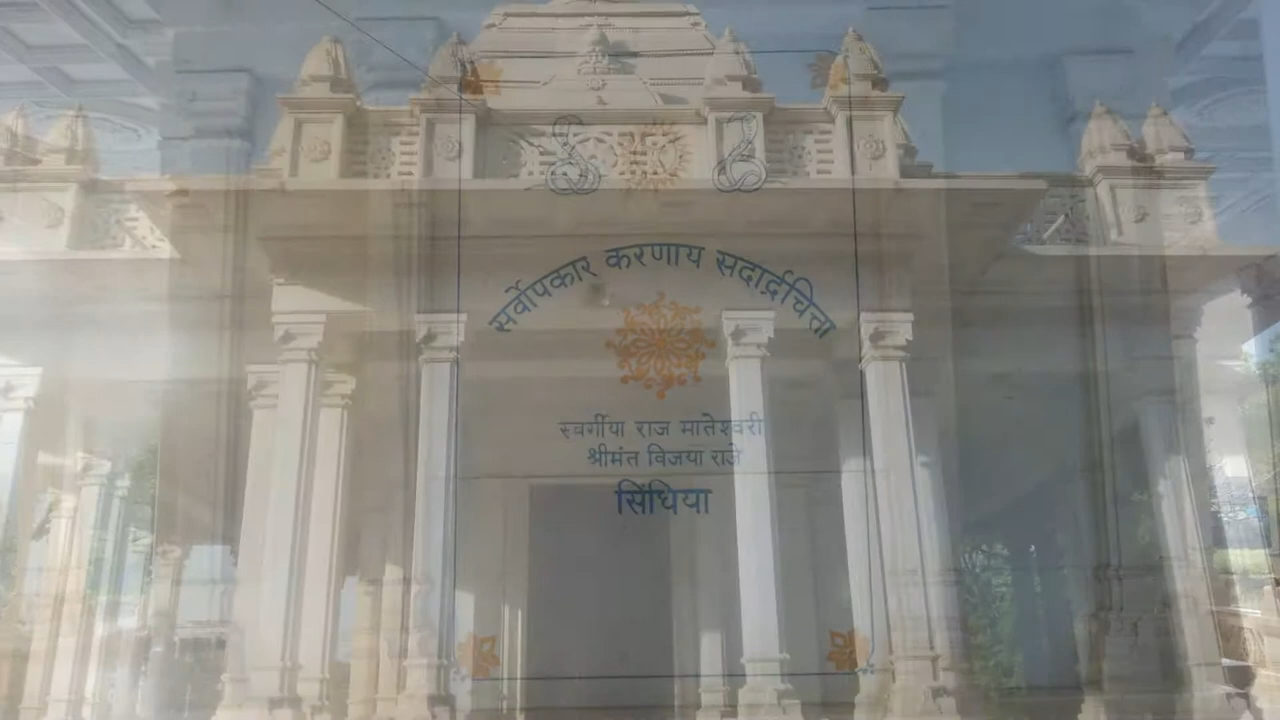 सर्वोपकार करणाय सदार्द्रचित्ता
स्वर्गीया राज मातेश्वरी
श्रीमंत विजया राजे
सिंधिया